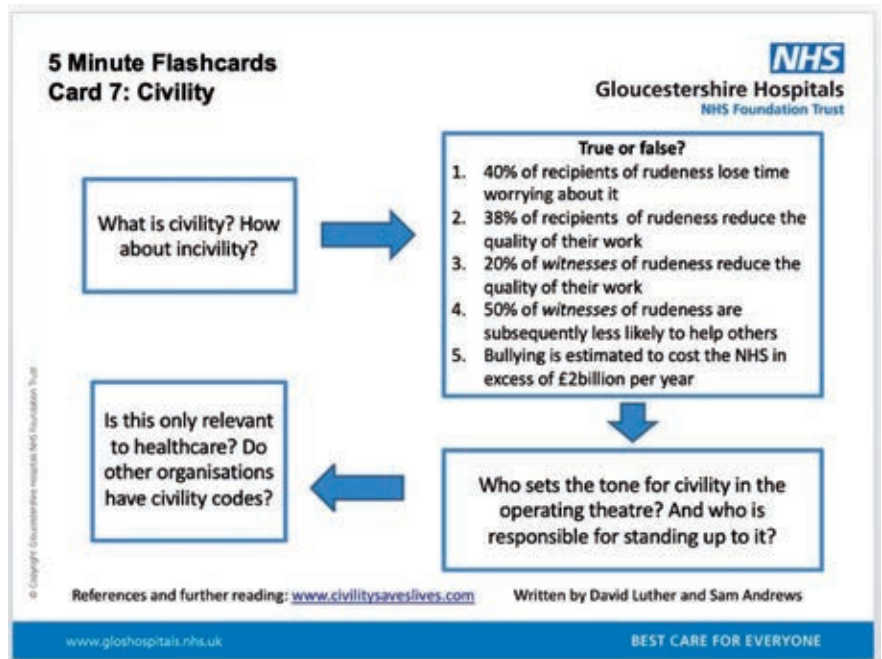 5 Minute Flashcards
Card 7: Civility
NHS
Gloucestershire Hospitals
NHS Foundation Trust
What is civility? How
about incivility?
True or false?
1. 40% of recipients of rudeness lose time
worrying about it
2. 38% of recipients of rudeness reduce the
quality of their work
3. 20% of witnesses of rudeness reduce the
quality of their work
4. 50% of witnesses of rudeness are
subsequently less likely to help others
5. Bullying is estimated to cost the NHS in
excess of £2billion per year
Who sets the tone for civility in the
operating theatre? And who is
responsible for standing up to it?
Is this only relevant
to healthcare? Do
other organisations
have civility codes?
© Copyright Gloucestershire Hospitals NHS Foundation Trust
References and further reading: www.civilitysaveslives.com
Written by David Luther and Sam Andrews
www.gloshospitals.nhs.uk
BEST CARE FOR EVERYONE